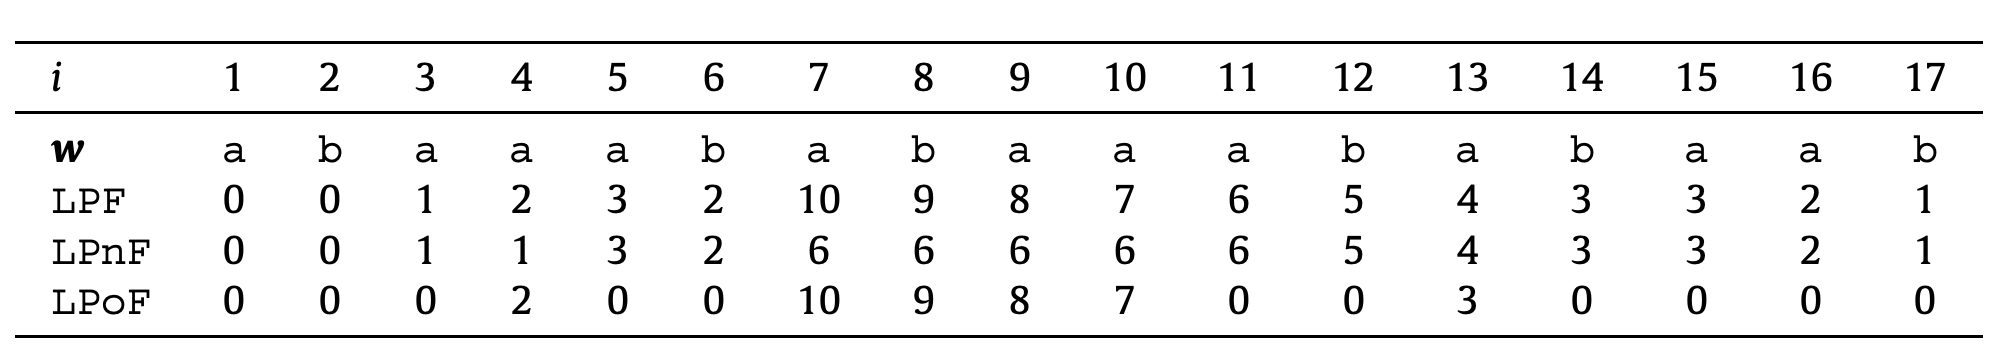 i 1 2 3 4 5 6 7 8 9 10 11 12 13 14 15 16 17
w a b a a a b a b a a a b a b a a b
LPF 0 0 1 2 3 2 10 9 8 7 6 5 4 3 3 2 1
LPnF 0 0 1 1 3 2 6 6 6 6 6 5 4 3 3 2 1
LPoF 0 0 0 2 0 0 10 9 8 7 0 0 3 0 0 0 0